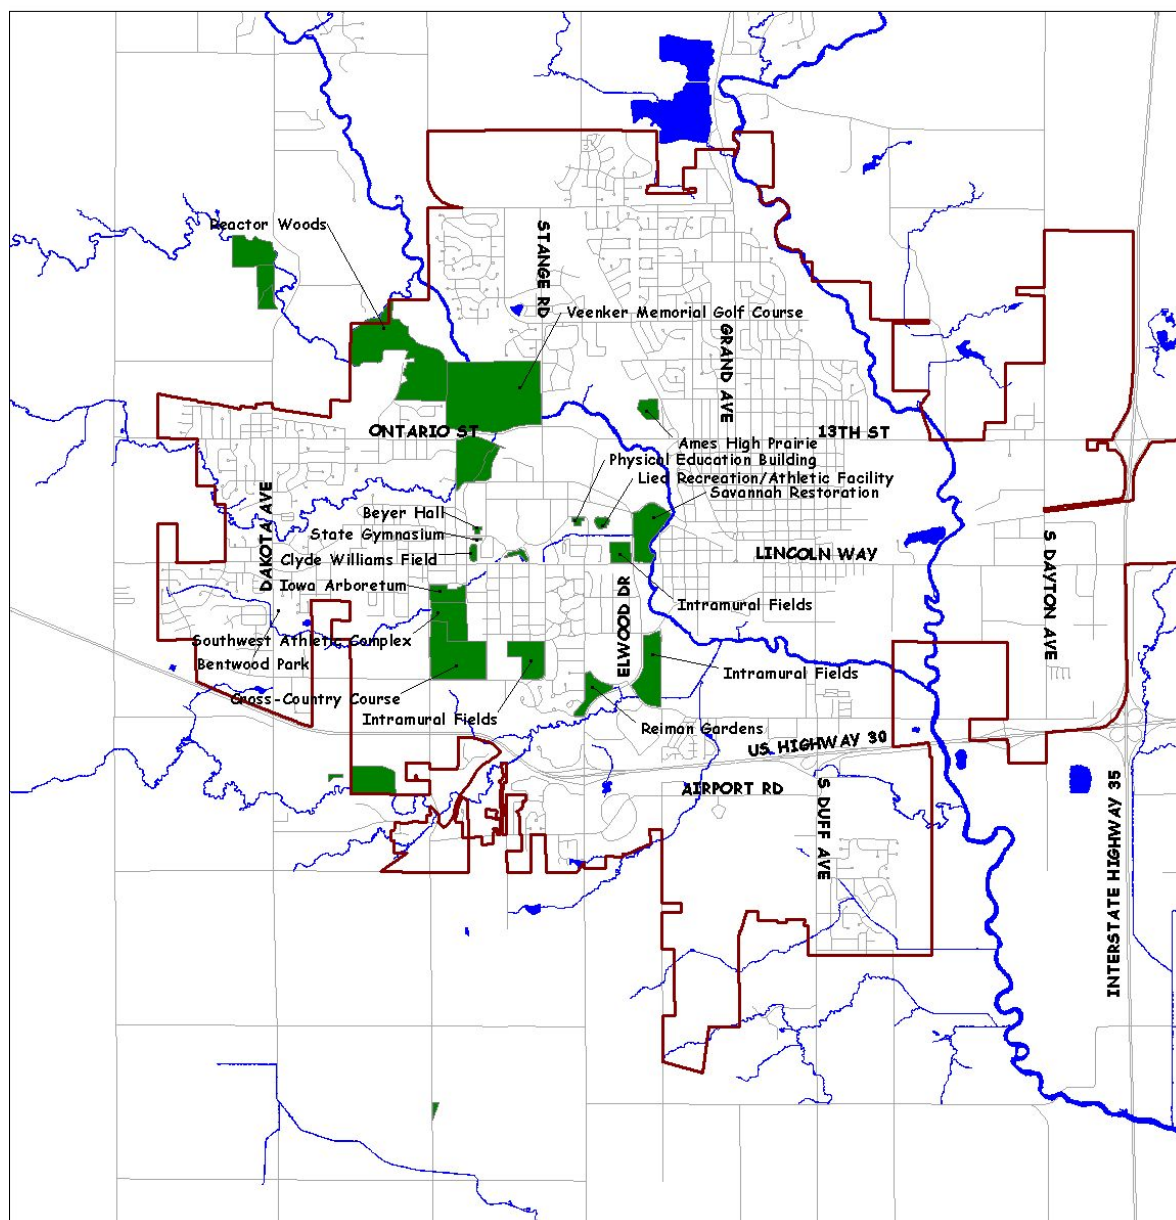 Reactor Woods
STANGE RD
Veenker Memorial Golf Course
GRAND AVE
ONTARIO ST
13TH ST
Ames High Prairie
Physical Education Building
Lied Recreation/Athletic Facility
Savannah Restoration
DAKOTA AVE
Beyer Hall
State Gymnasium
Clyde Williams Field
LINCOLN WAY
S DAYTON AVE
Iowa Arboretum
ELWOOD DR
Intramural Fields
Southwest Athletic Complex
Bentwood Park
Intramural Fields
Cross-Country Course
Intramural Fields
Reiman Gardens
US HIGHWAY 30
AIRPORT RD
S DUFF AVE
INTERSTATE HIGHWAY 35